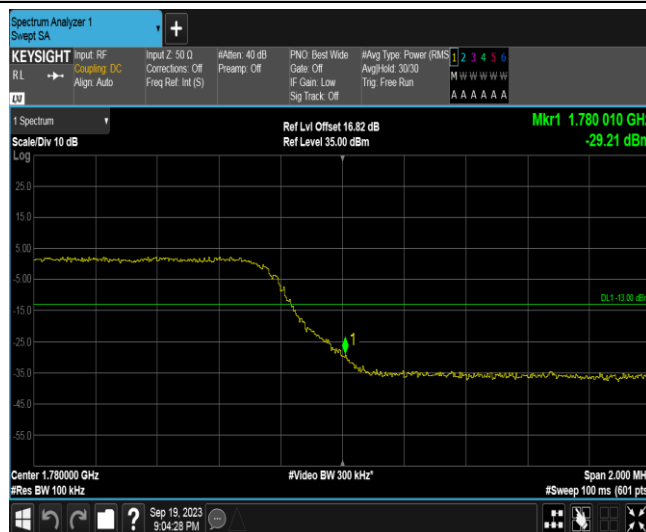 Spectrum Analyzer 1
Swept SA
+
KEYSIGHT
RL
LXI
Input: RF
Coupling: DC
Align: Auto
Input Z: 50 Ω
Corrections: Off
Freq Ref: Int (S)
#Atten: 40 dB
Preamp: Off
PNO: Best Wide
Gate: Off
IF Gain: Low
Sig Track: Off
#Avg Type: Power (RMS
Avg|Hold: 30/30
Trig: Free Run
1 2 3 4 5 6
M W W W W W
A A A A A A
1 Spectrum
Scale/Div 10 dB
Ref Lvl Offset 16.82 dB
Ref Level 35.00 dBm
Mkr1 1.780 010 GHz
-29.21 dBm
Log
25.0
15.0
5.00
-5.00
-15.0
-25.0
-35.0
-45.0
-55.0
DL1 -13.00 dBm
1
Center 1.780000 GHz
#Res BW 100 kHz
#Video BW 300 kHz*
Span 2.000 MH
#Sweep 100 ms (601 pts
?
Sep 19, 2023
9:04:28 PM